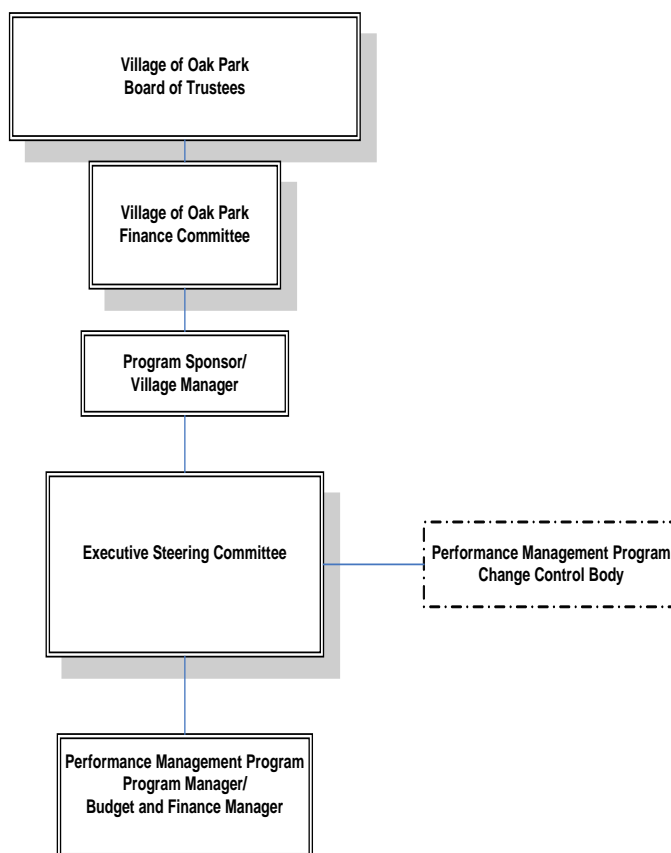 Village of Oak Park
Board of Trustees
Village of Oak Park
Finance Committee
Program Sponsor/
Village Manager
Executive Steering Committee
Performance Management Program
Change Control Body
Performance Management Program
Program Manager/
Budget and Finance Manager